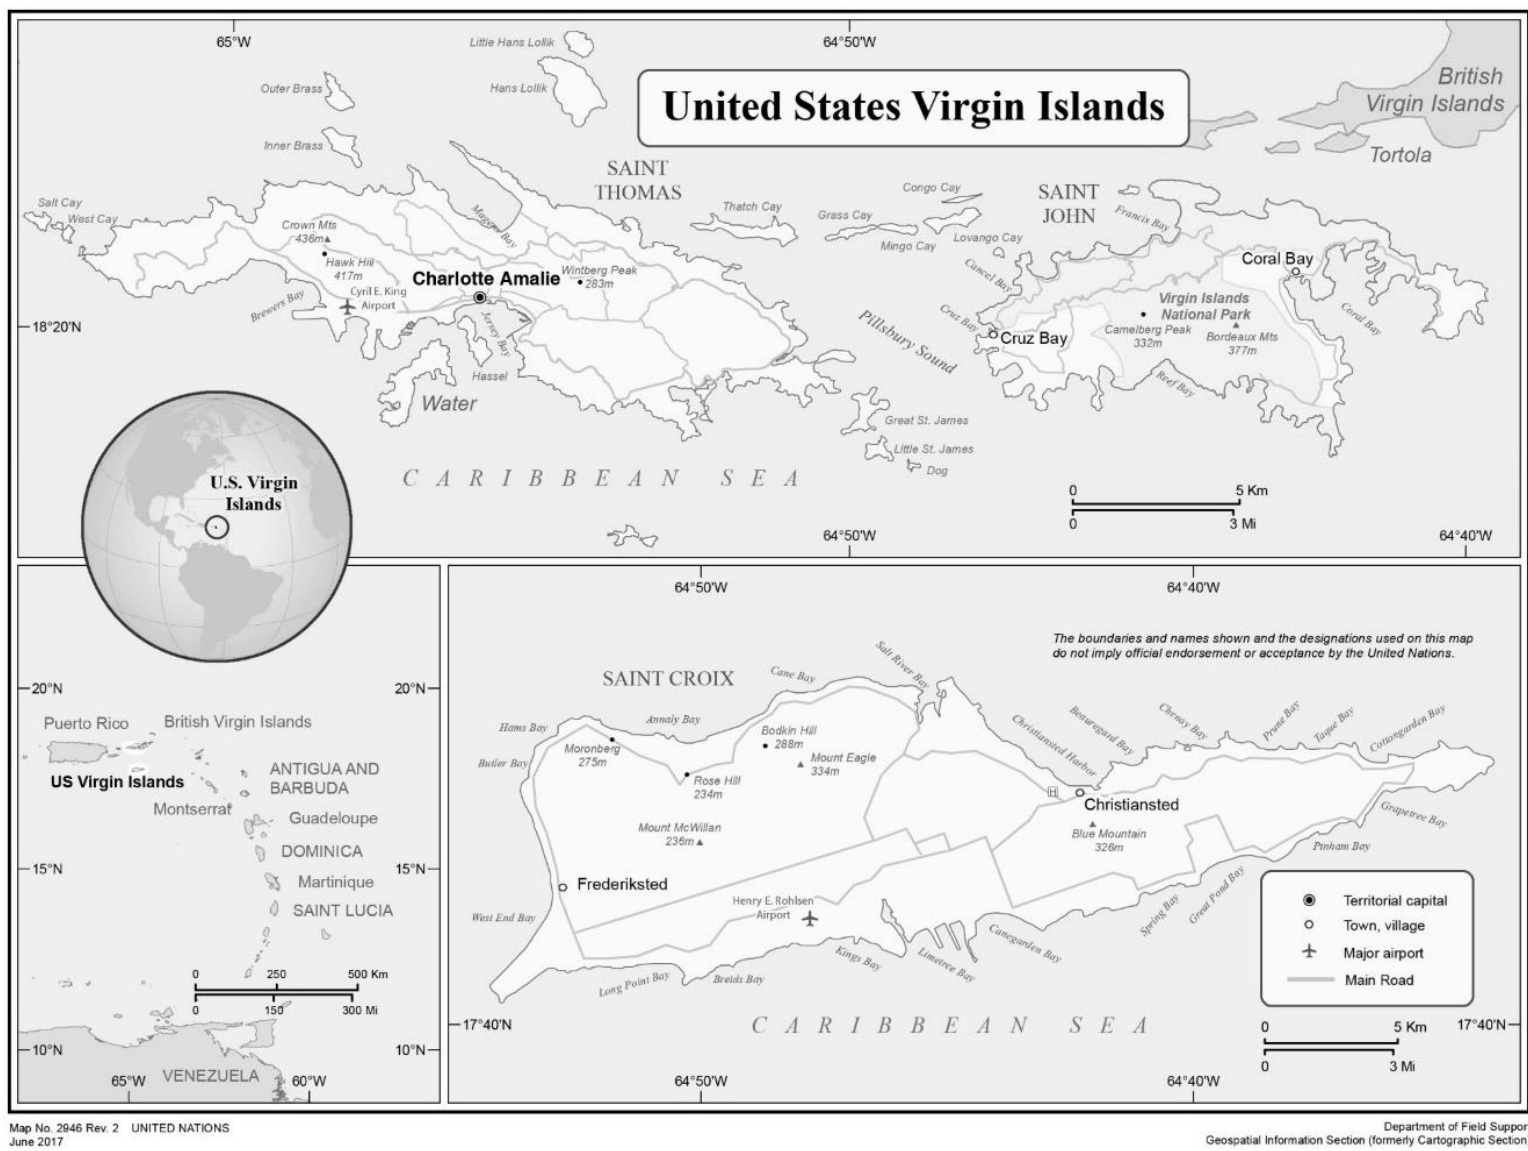 United States Virgin Islands
65°W
64°50'W
Little Hans Lollik
Hans Lollik
Outer Brass
Inner Brass
British
Virgin Islands
Tortola
SAINT
THOMAS
SAINT
JOHN
Salt Cay
West Cay
Crown Mts
436m
Hawk Hill
417m
Magens Bay
Thatch Cay
Congo Cay
Grass Cay
Mingo Cay
Lovango Cay
Francis Bay
Cancel Bay
Coral Bay
Charlotte Amalie
Wintberg Peak
283m
Cyril E. King
Airport
Brewers Bay
Jersey Bay
Hassel
Water
18°20'N
Pillsbury Sound
Cruz Bay
Cruz Bay
Virgin Islands
National Park
Camelberg Peak
332m
Bordeaux Mts
377m
Coral Bay
Reef Bay
Great St. James
Little St. James
Dog
CARIBBEAN SEA
0 5 Km
0 3 Mi
64°50'W
64°40'W
U.S. Virgin
Islands
20°N
20°N
Puerto Rico
British Virgin Islands
US Virgin Islands
ANTIGUA AND
BARBUDA
Montserrat
Guadeloupe
DOMINICA
15°N
15°N
Martinique
SAINT LUCIA
0 250 500 Km
0 150 300 Mi
10°N
10°N
VENEZUELA
65°W
60°W
64°50'W
64°40'W
The boundaries and names shown and the designations used on this map
do not imply official endorsement or acceptance by the United Nations.
SAINT CROIX
Cane Bay
Salt River Bay
Hams Bay
Annaly Bay
Butler Bay
Moronberg
275m
Bodkin Hill
288m
Mount Eagle
334m
Rose Hill
234m
Christiansted Harbor
Beauregard Bay
Chenay Bay
Prune Bay
Taque Bay
Cottongarden Bay
H
Christiansted
Mount McWillan
236m
Blue Mountain
326m
Grapetree Bay
Pinham Bay
Frederiksted
Henry E. Rohlsen
Airport
West End Bay
Great Pond Bay
Spring Bay
Canegarden Bay
Limetree Bay
Kings Bay
Breids Bay
Long Point Bay
Territorial capital
Town, village
Major airport
Main Road
17°40'N
CARIBBEAN SEA
0 5 Km
0 3 Mi
17°40'N
64°50'W
64°40'W
Map No. 2946 Rev. 2 UNITED NATIONS
June 2017
Department of Field Suppor
Geospatial Information Section (formerly Cartographic Section